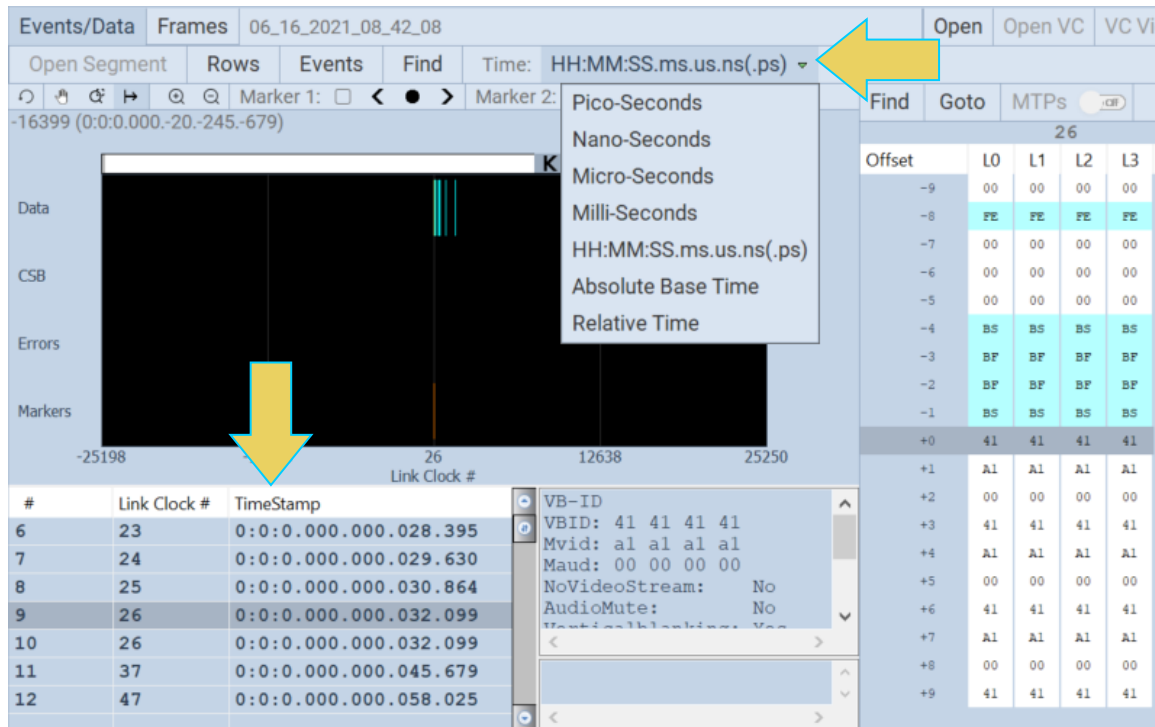 Events/Data Frames 06_16_2021_08_42_08 Open Open VC VC Vi
Open Segment Rows Events Find Time: HH:MM:SS.ms.us.ns(.ps)
Marker 1: Marker 2: Find Goto MTPs Off
-16399 (0:0:0.000.-20.-245.-679)
Pico-Seconds
Nano-Seconds
Micro-Seconds
Milli-Seconds
HH:MM:SS.ms.us.ns(.ps)
Absolute Base Time
Relative Time
K
Data
CSB
Errors
Markers
-25198 26 12638 25250
Link Clock #
# Link Clock # TimeStamp
6 23 0:0:0.000.000.028.395
7 24 0:0:0.000.000.029.630
8 25 0:0:0.000.000.030.864
9 26 0:0:0.000.000.032.099
10 26 0:0:0.000.000.032.099
11 37 0:0:0.000.000.045.679
12 47 0:0:0.000.000.058.025
VB-ID
VBID: 41 41 41 41
Mvid: a1 a1 a1 a1
Maud: 00 00 00 00
NoVideoStream: No
AudioMute: No
Verticalblanking: Yes
26
Offset L0 L1 L2 L3
-9 00 00 00 00
-8 FE FE FE FE
-7 00 00 00 00
-6 00 00 00 00
-5 00 00 00 00
-4 BS BS BS BS
-3 BF BF BF BF
-2 BF BF BF BF
-1 BS BS BS BS
+0 41 41 41 41
+1 A1 A1 A1 A1
+2 00 00 00 00
+3 41 41 41 41
+4 A1 A1 A1 A1
+5 00 00 00 00
+6 41 41 41 41
+7 A1 A1 A1 A1
+8 00 00 00 00
+9 41 41 41 41